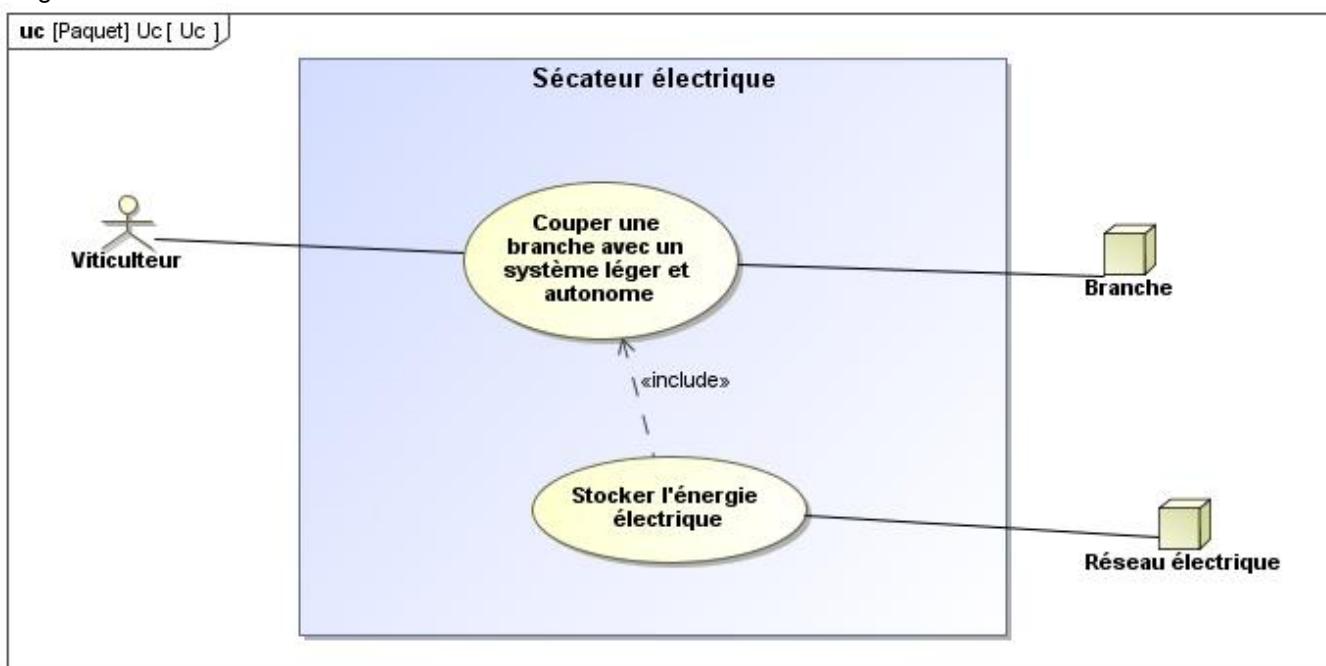 uc [Paquet] Uc [ Uc ]
Sécateur électrique
Couper une
branche avec un
système léger et
autonome
Viticulteur
Branche
«include»
Stocker l'énergie
électrique
Réseau électrique